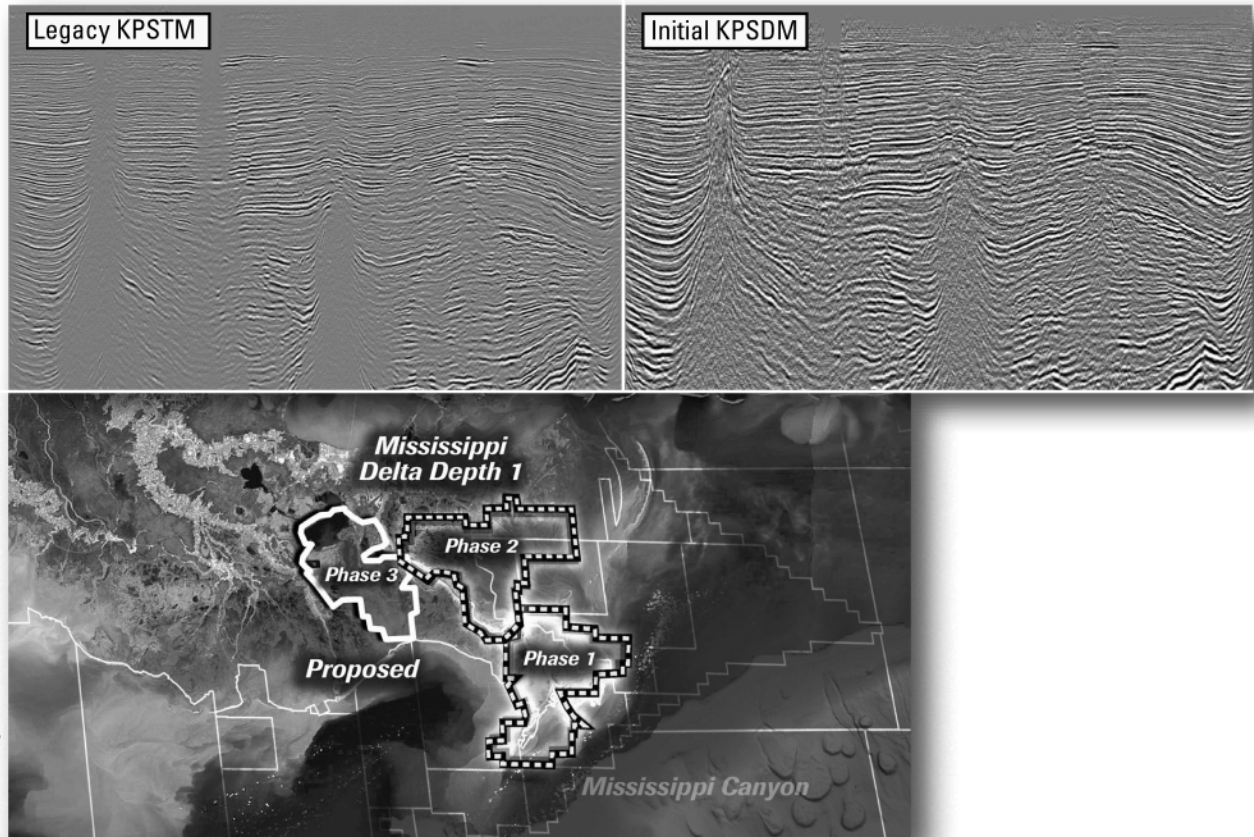 Legacy KPSTM
Initial KPSDM
Mississippi
Delta Depth 1
Phase 2
Phase 3
Phase 1
Proposed
Mississippi Canyon